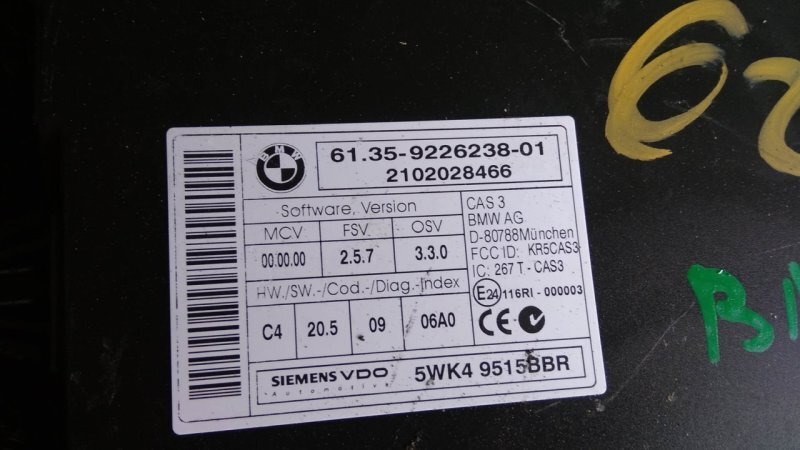 BMW
61.35-9226238-01
2102028466
Software, Version
MCV FSV OSV
00.00.00 2.5.7 3.3.0
HW./SW.-/Cod.-/Diag.-Index
C4 20.5 09 06A0
CAS 3
BMW AG
D-80788München
FCC ID: KR5CAS3
IC: 267 T - CAS3
E24 116RI - 000003
CE
SIEMENS VDO
Automotive
5WK4 9515BBR